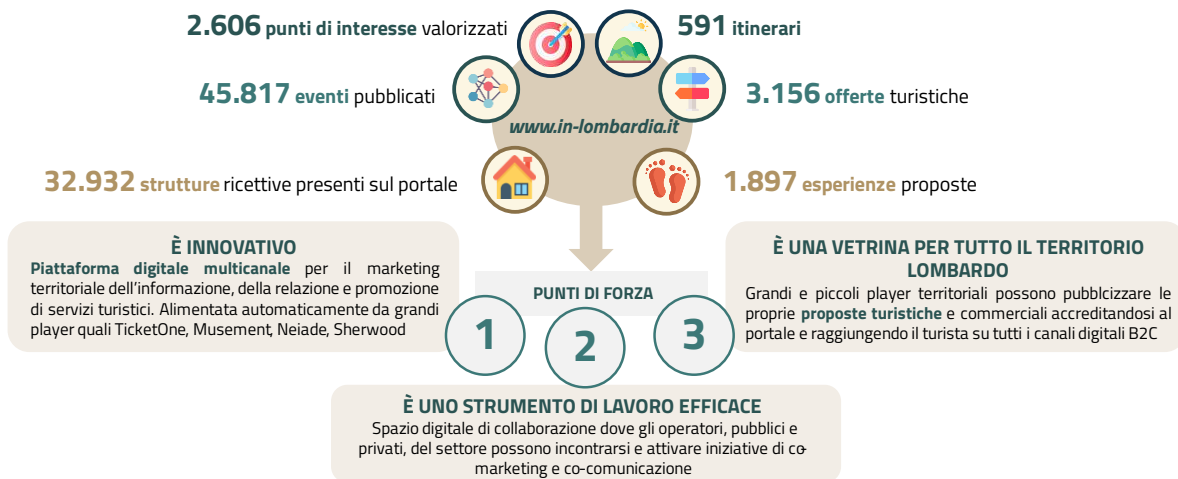 2.606 punti di interesse valorizzati
591 itinerari
45.817 eventi pubblicati
3.156 offerte turistiche
www.in-lombardia.it
32.932 strutture ricettive presenti sul portale
1.897 esperienze proposte
È INNOVATIVO
Piattaforma digitale multicanale per il marketing
territoriale dell'informazione, della relazione e promozione
di servizi turistici. Alimentata automaticamente da grandi
player quali TicketOne, Musement, Neiade, Sherwood
PUNTI DI FORZA
1
2
3
È UNA VETRINA PER TUTTO IL TERRITORIO
LOMBARDO
Grandi e piccoli player territoriali possono pubblcizzare le
proprie proposte turistiche e commerciali accreditandosi al
portale e raggiungendo il turista su tutti i canali digitali B2C
È UNO STRUMENTO DI LAVORO EFFICACE
Spazio digitale di collaborazione dove gli operatori, pubblici e
privati, del settore possono incontrarsi e attivare iniziative di co-
marketing e co-comunicazione